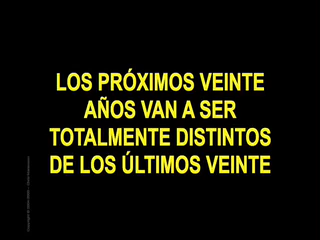 LOS PRÓXIMOS VEINTE
AÑOS VAN A SER
TOTALMENTE DISTINTOS
DE LOS ÚLTIMOS VEINTE